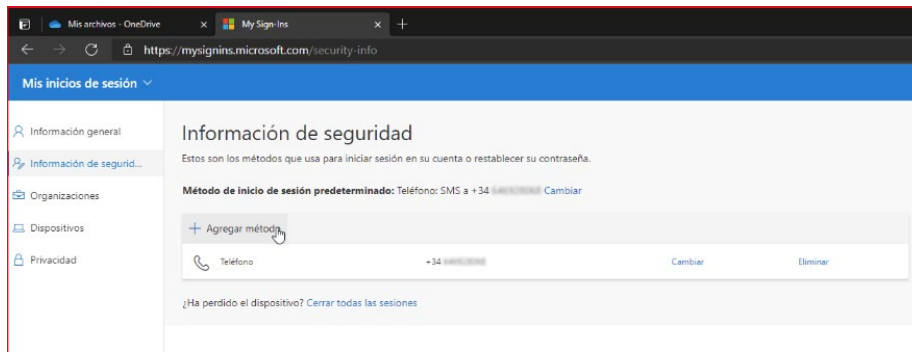 Mis archivos - OneDrive
My Sign-Ins
https://mysignins.microsoft.com/security-info
Mis inicios de sesión
Información general
Información de segurid...
Organizaciones
Dispositivos
Privacidad
Información de seguridad
Estos son los métodos que usa para iniciar sesión en su cuenta o restablecer su contraseña.
Método de inicio de sesión predeterminado: Teléfono: SMS a +34 Cambiar
Agregar método
Teléfono +34 Cambiar Eliminar
¿Ha perdido el dispositivo? Cerrar todas las sesiones